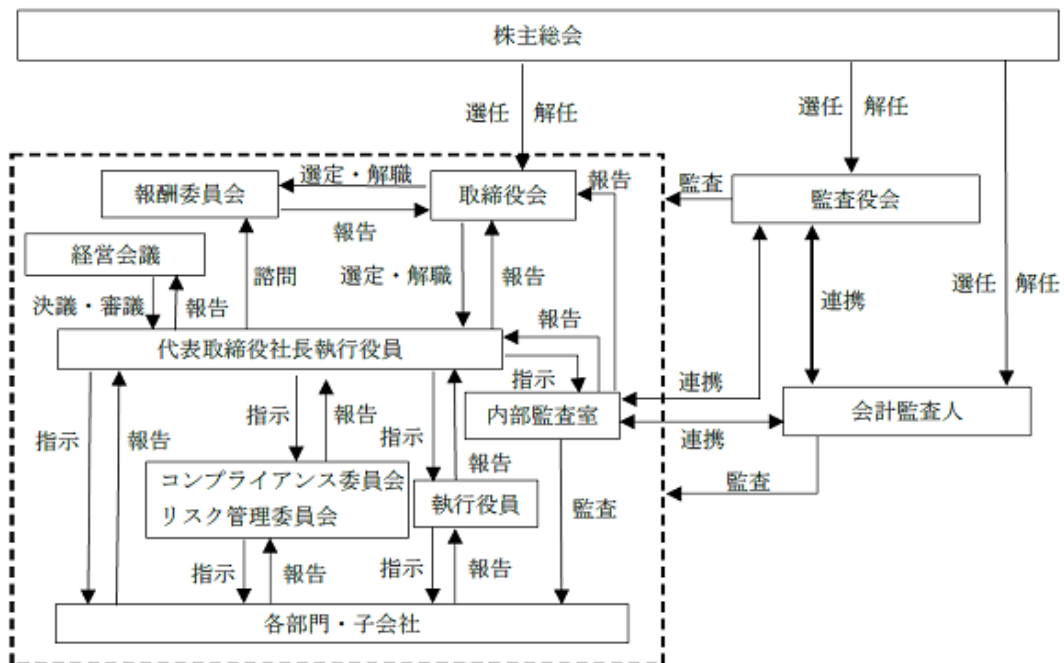 株主総会
選任
解任
選任
解任
選任
解任
報酬委員会
選定・解職
取締役会
報告
監査
監査役会
報告
経営会議
諮問
選定・解職
報告
決議・審議
報告
報告
連携
代表取締役社長執行役員
指示
連携
内部監査室
会計監査人
連携
指示
報告
指示
報告
指示
報告
コンプライアンス委員会
リスク管理委員会
執行役員
監査
監査
指示
報告
指示
報告
各部門・子会社